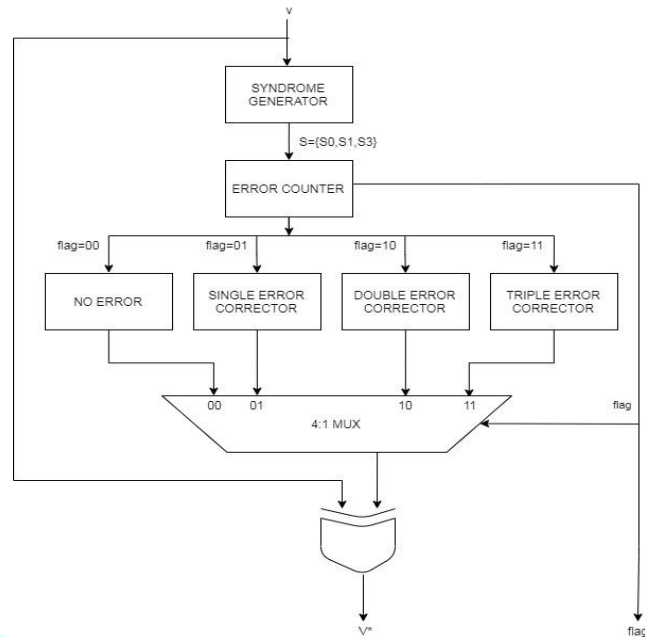 v
SYNDROME
GENERATOR
S={S0,S1,S3}
ERROR COUNTER
flag=00
flag=01
flag=10
flag=11
NO ERROR
SINGLE ERROR
CORRECTOR
DOUBLE ERROR
CORRECTOR
TRIPLE ERROR
CORRECTOR
00
01
10
11
flag
4:1 MUX
V*
flag